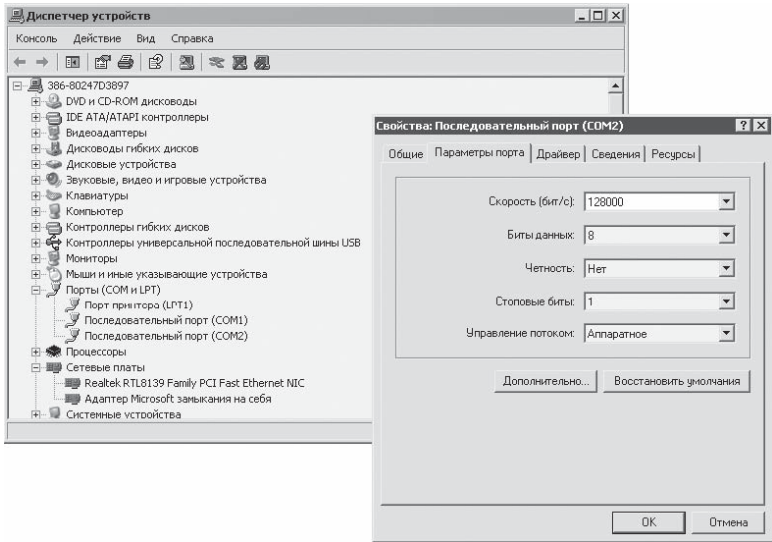 Диспетчер устройств
Консоль Действие Вид Справка
386-80247D3897
DVD и CD-ROM дисководы
IDE ATA/ATAPI контроллеры
Видеоадаптеры
Дисководы гибких дисков
Дисковые устройства
Звуковые, видео и игровые устройства
Клавиатуры
Компьютер
Контроллеры гибких дисков
Контроллеры универсальной последовательной шины USB
Мониторы
Мыши и иные указывающие устройства
Порты (COM и LPT)
Порт принтора (LPT1)
Последовательный порт (COM1)
Последовательный порт (COM2)
Процессоры
Сетевые платы
Realtek RTL8139 Family PCI Fast Ethernet NIC
Адаптер Microsoft замыкания на себя
Системные устройства
Свойства: Последовательный порт (COM2)
Общие Параметры порта Драйвер Сведения Ресурсы
Скорость (бит/с): 128000
Биты данных: 8
Четность: Нет
Стоповые биты: 1
Управление потоком: Аппаратное
Дополнительно... Восстановить умолчания
OK Отмена